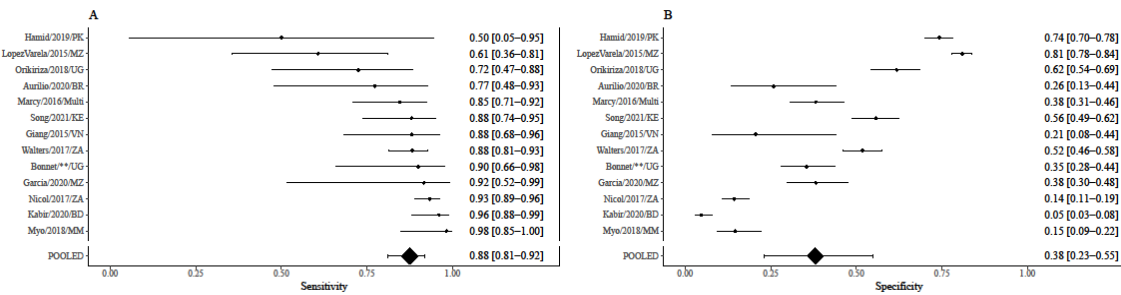 A
Hamid/2019/PK 0.50 [0.05–0.95]
LopezVarela/2015/MZ 0.61 [0.36–0.81]
Orikiriza/2018/UG 0.72 [0.47–0.88]
Aurilio/2020/BR 0.77 [0.48–0.93]
Marcy/2016/Multi 0.85 [0.71–0.92]
Song/2021/KE 0.88 [0.74–0.95]
Giang/2015/VN 0.88 [0.68–0.96]
Walters/2017/ZA 0.88 [0.81–0.93]
Bonnet/**/UG 0.90 [0.66–0.98]
Garcia/2020/MZ 0.92 [0.52–0.99]
Nicol/2017/ZA 0.93 [0.89–0.96]
Kabir/2020/BD 0.96 [0.88–0.99]
Myo/2018/MM 0.98 [0.85–1.00]
POOLED 0.88 [0.81–0.92]
0.00 0.25 0.50 0.75 1.00
Sensitivity
B
Hamid/2019/PK 0.74 [0.70–0.78]
LopezVarela/2015/MZ 0.81 [0.78–0.84]
Orikiriza/2018/UG 0.62 [0.54–0.69]
Aurilio/2020/BR 0.26 [0.13–0.44]
Marcy/2016/Multi 0.38 [0.31–0.46]
Song/2021/KE 0.56 [0.49–0.62]
Giang/2015/VN 0.21 [0.08–0.44]
Walters/2017/ZA 0.52 [0.46–0.58]
Bonnet/**/UG 0.35 [0.28–0.44]
Garcia/2020/MZ 0.38 [0.30–0.48]
Nicol/2017/ZA 0.14 [0.11–0.19]
Kabir/2020/BD 0.05 [0.03–0.08]
Myo/2018/MM 0.15 [0.09–0.22]
POOLED 0.38 [0.23–0.55]
0.00 0.25 0.50 0.75 1.00
Specificity